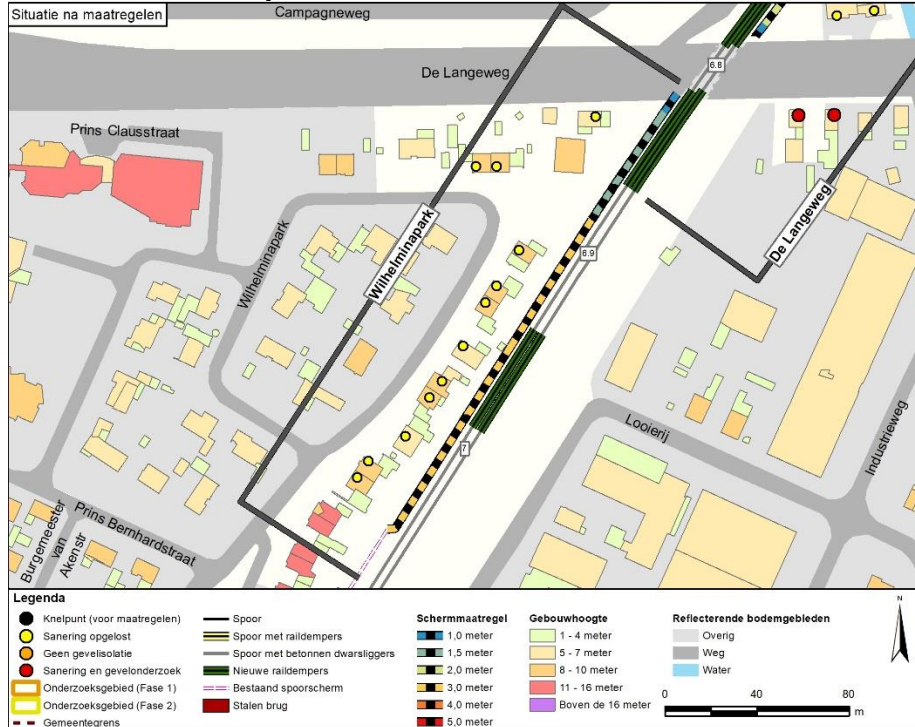 Situatie na maatregelen
Campagneweg
De Langeweg
6.8
Prins Clausstraat
Wilhelminapark
Wilhelminapark
De Langeweg
6.9
7
Looierij
Industrieweg
Prins Bernhardstraat
Burgemeester
van
Akenstr
Legenda
Knelpunt (voor maatregelen)
Sanering opgelost
Geen gevelisolatie
Sanering en gevelonderzoek
Onderzoeksgebied (Fase 1)
Onderzoeksgebied (Fase 2)
Gemeentegrens
Spoor
Spoor met raildempers
Spoor met betonnen dwarsliggers
Nieuwe raildempers
Bestaand spoorscherm
Stalen brug
Schermmaatregel
1,0 meter
1,5 meter
2,0 meter
3,0 meter
4,0 meter
5,0 meter
Gebouwhoogte
1 - 4 meter
5 - 7 meter
8 - 10 meter
11 - 16 meter
Boven de 16 meter
Reflecterende bodemgebieden
Overig
Weg
Water
N
0 40 80
m